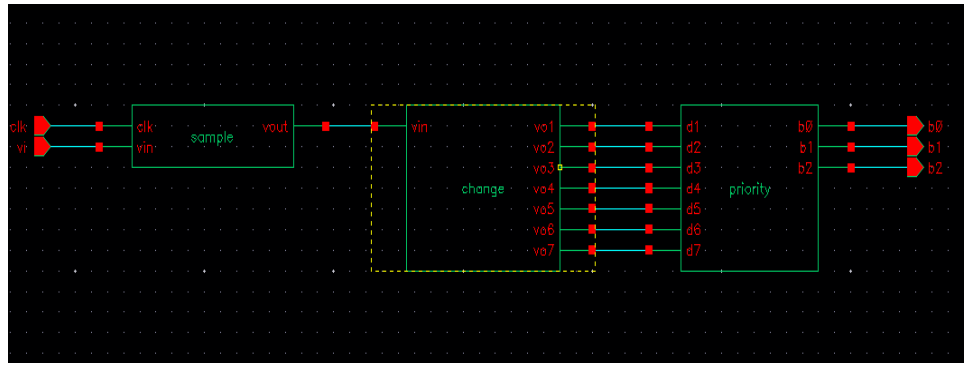 clk clk vout vin vo1 d1 b0 b0
vi vin sample vo2 d2 b1 b1
vo3 d3 b2 b2
change vo4 d4 priority
vo5 d5
vo6 d6
vo7 d7